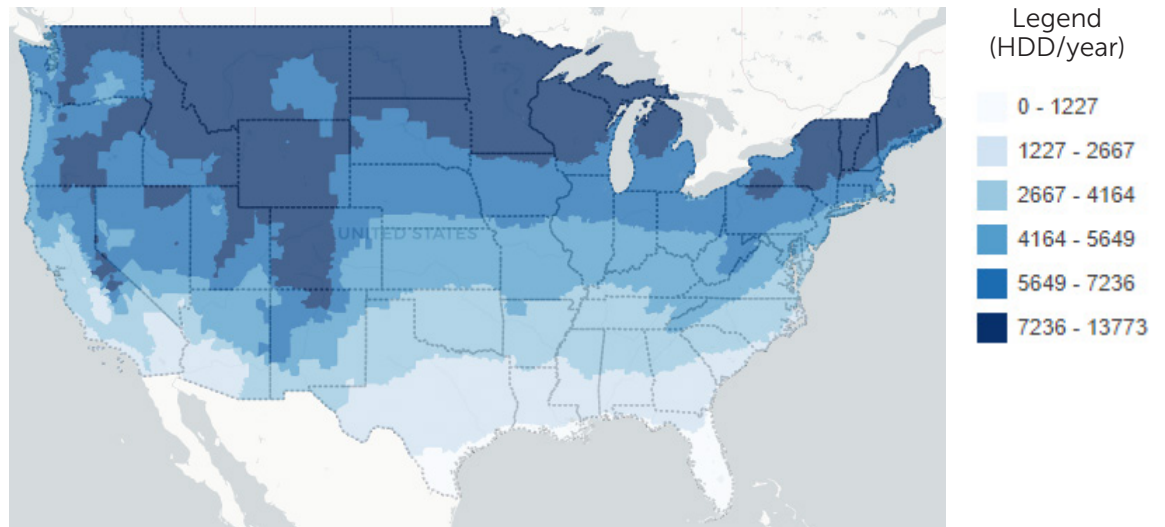 Legend
(HDD/year)
0 - 1227
1227 - 2667
2667 - 4164
4164 - 5649
5649 - 7236
7236 - 13773
UNITED STATES